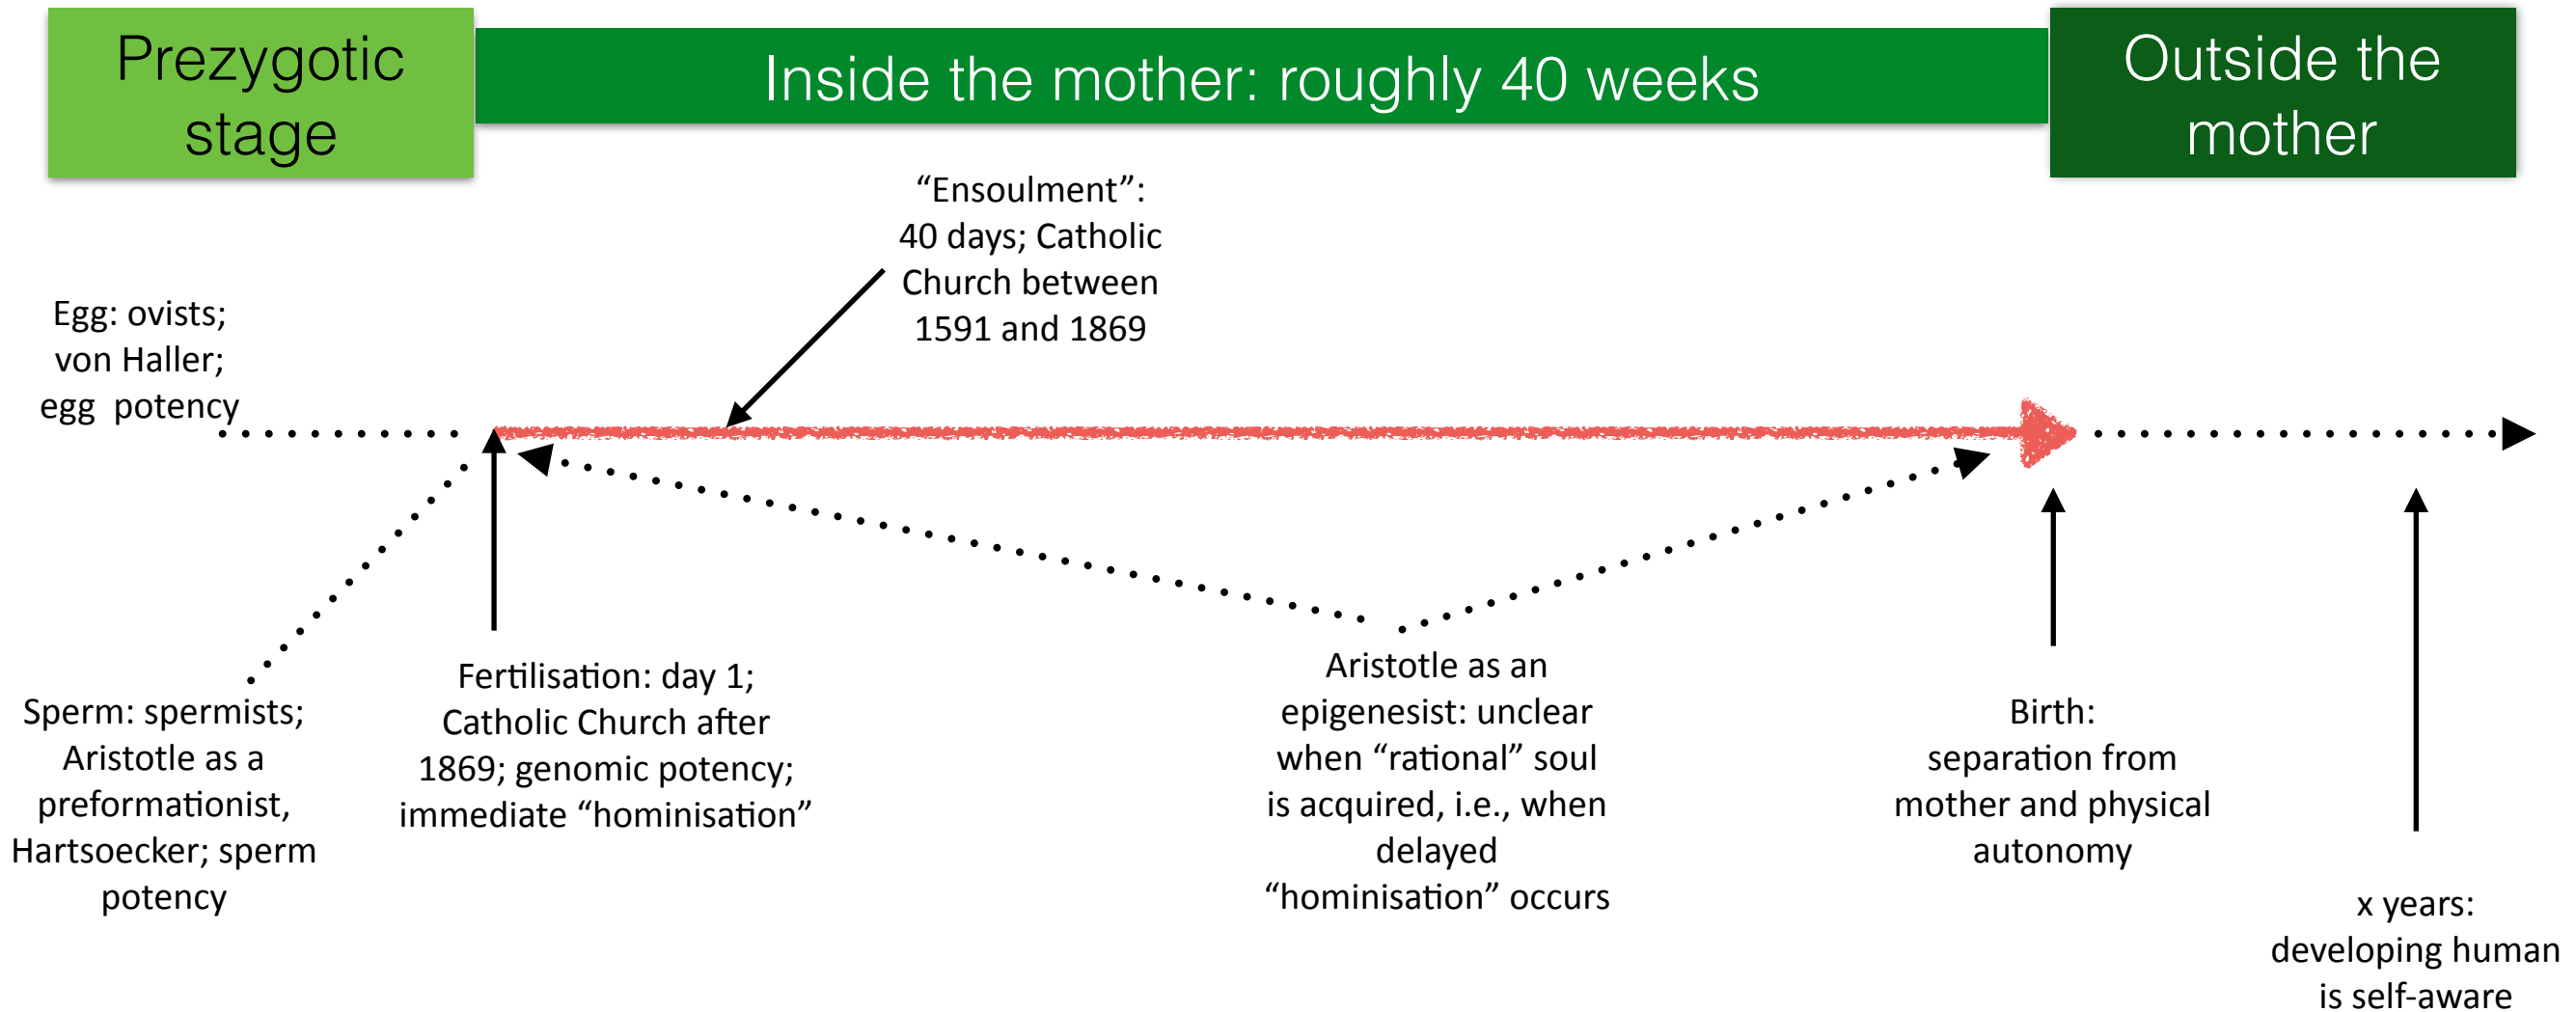 Prezygotic
stage
Inside the mother: roughly 40 weeks
Outside the
mother
“Ensoulment”:
40 days; Catholic
Church between
1591 and 1869
Egg: ovists;
von Haller;
egg potency
Sperm: spermists;
Aristotle as a
preformationist,
Hartsoecker; sperm
potency
Fertilisation: day 1;
Catholic Church after
1869; genomic potency;
immediate “hominisation”
Aristotle as an
epigenesist: unclear
when “rational” soul
is acquired, i.e., when
delayed
“hominisation” occurs
Birth:
separation from
mother and physical
autonomy
x years:
developing human
is self-aware